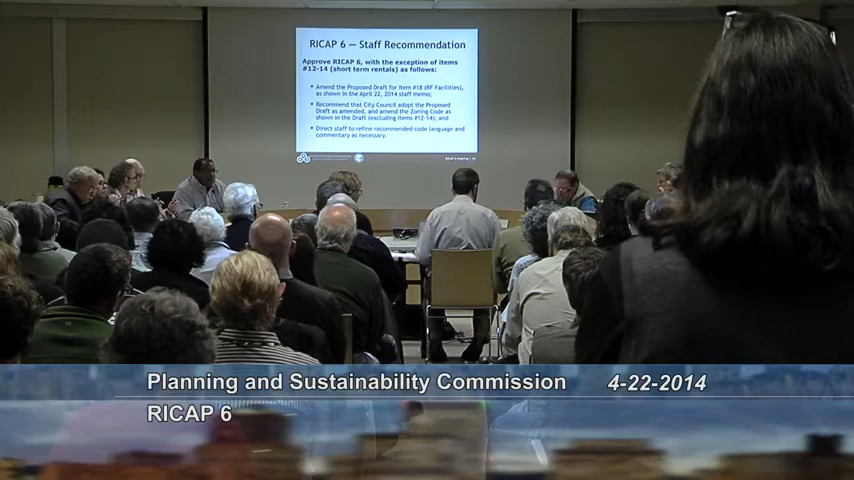 RICAP 6 — Staff Recommendation
Approve RICAP 6, with the exception of items
#12-14 (short term rentals) as follows:
• Amend the Proposed Draft for Item #18 (RF Facilities),
as shown in the April 22, 2014 staff memo;
• Recommend that City Council adopt the Proposed
Draft as amended, and amend the Zoning Code as
shown in the Draft (excluding Items #12-14); and
• Direct staff to refine recommended code language and
commentary as necessary.
Planning and Sustainability Commission 4-22-2014
RICAP 6